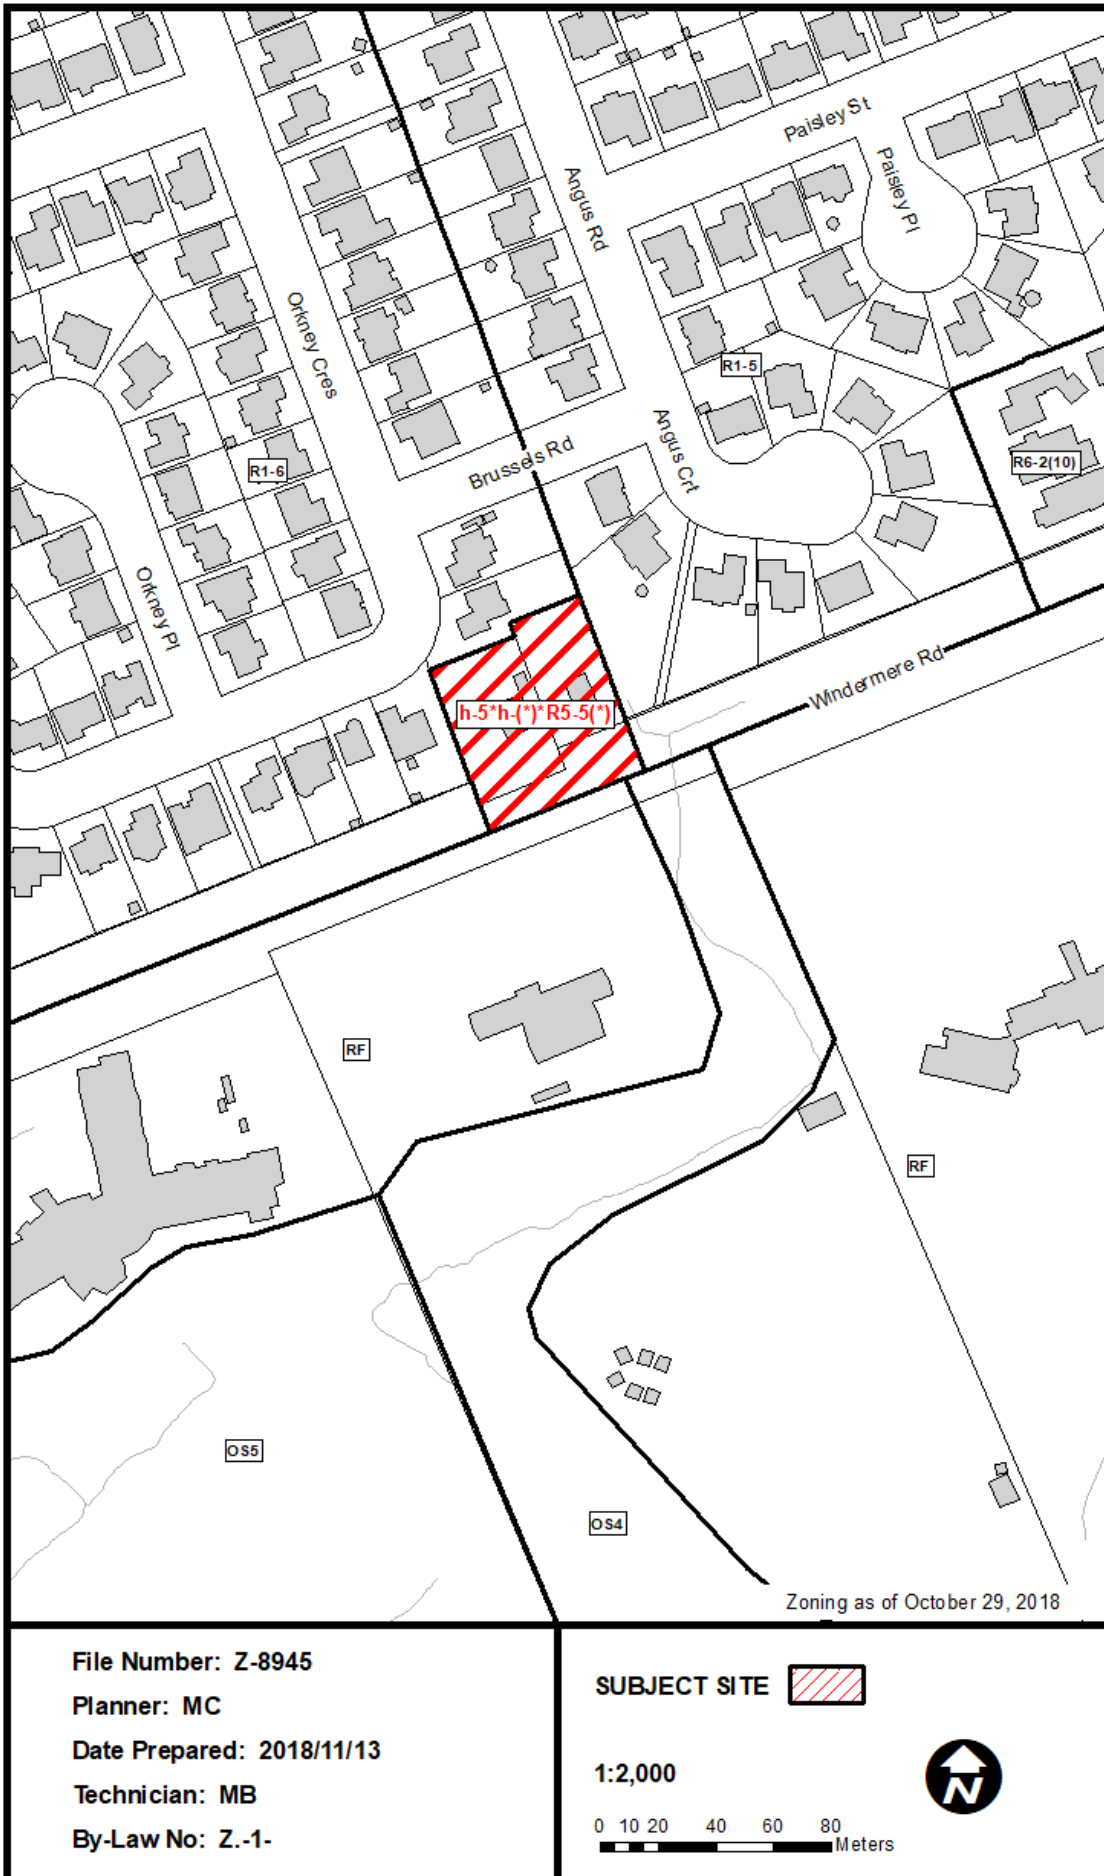 Paisley St
Paisley Pl
Angus Rd
Orkney Cres
R1-5
Angus Crt
Brussels Rd
R1-6
R6-2(10)
Orkney Pl
Windermere Rd
h-5*h-(*)*R5-5(*)
RF
RF
OS5
OS4
Zoning as of October 29, 2018
File Number: Z-8945
Planner: MC
Date Prepared: 2018/11/13
Technician: MB
By-Law No: Z.-1-
SUBJECT SITE
1:2,000
N
0 10 20 40 60 80
Meters